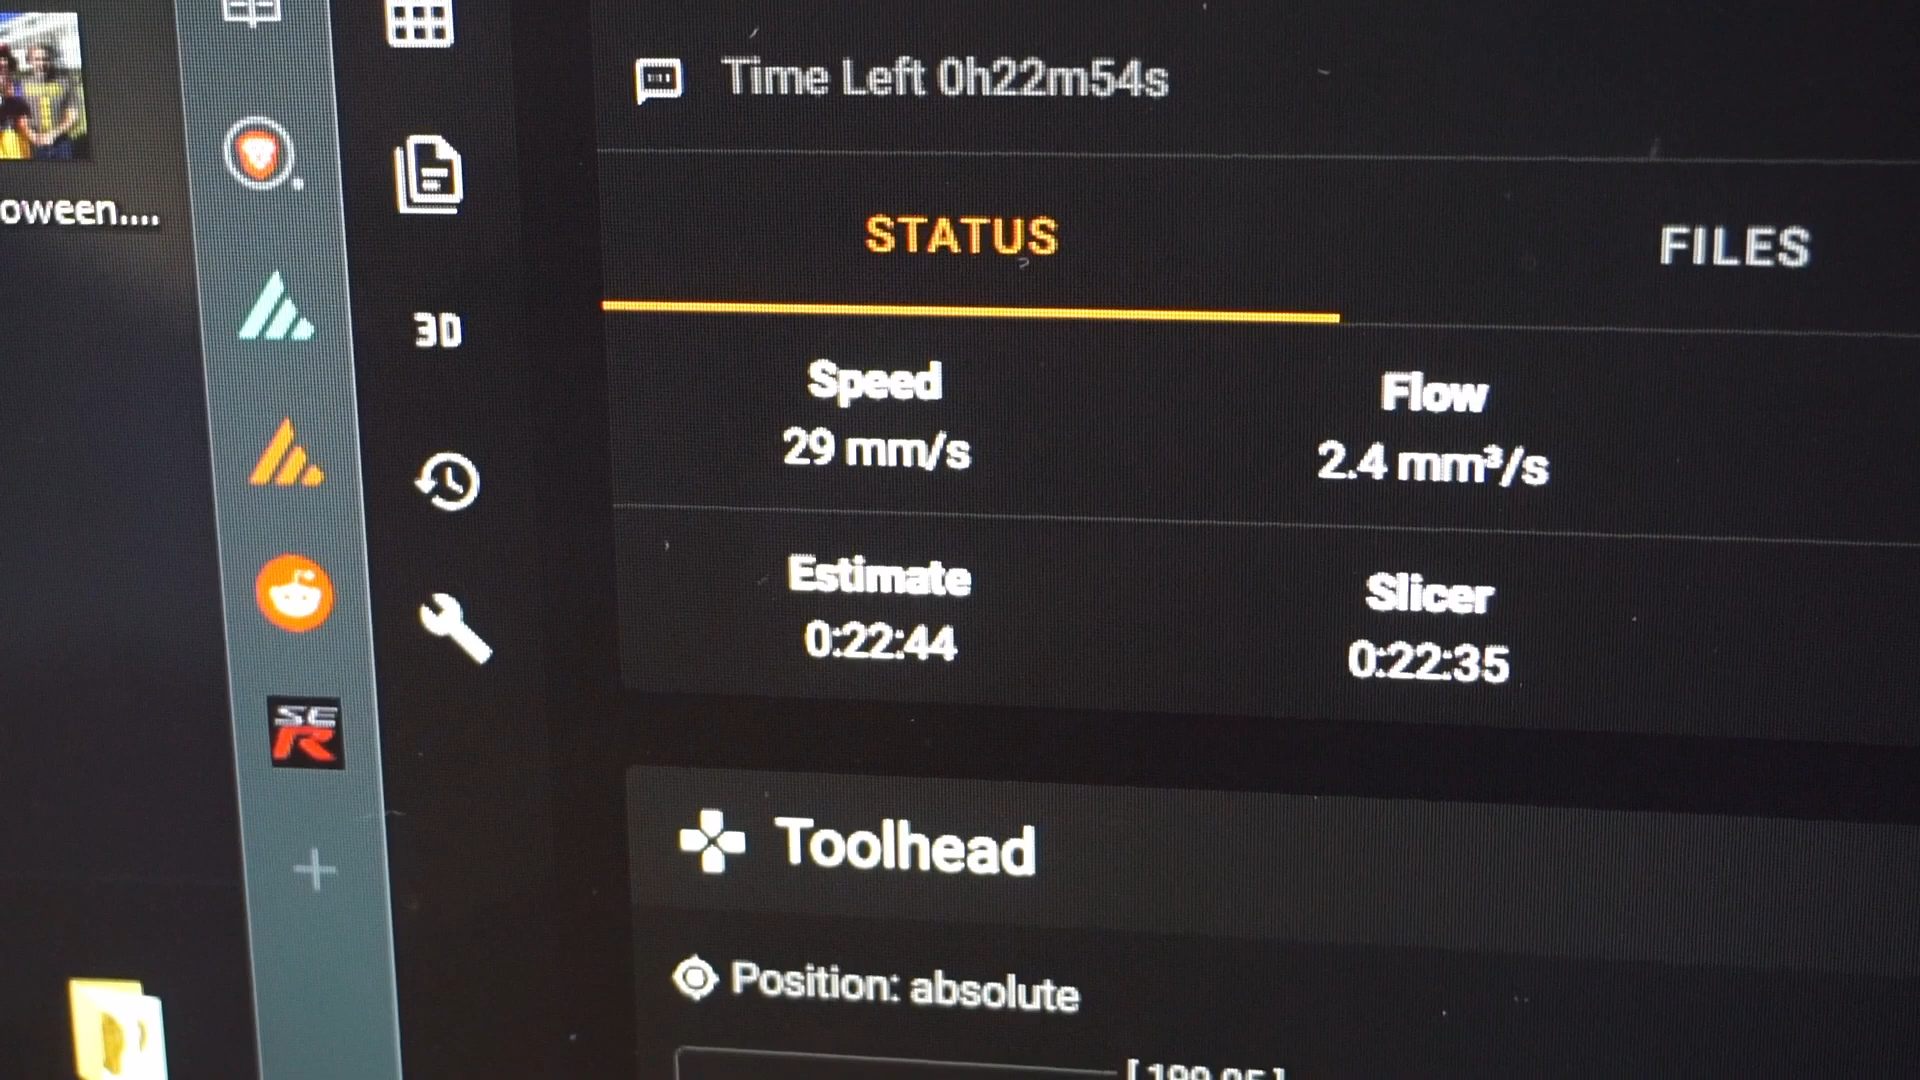 Time Left 0h22m54s
oween....
STATUS
FILES
3D
Speed
Flow
29 mm/s
2.4 mm³/s
Estimate
Slicer
0:22:44
0:22:35
SE
R
Toolhead
Position: absolute